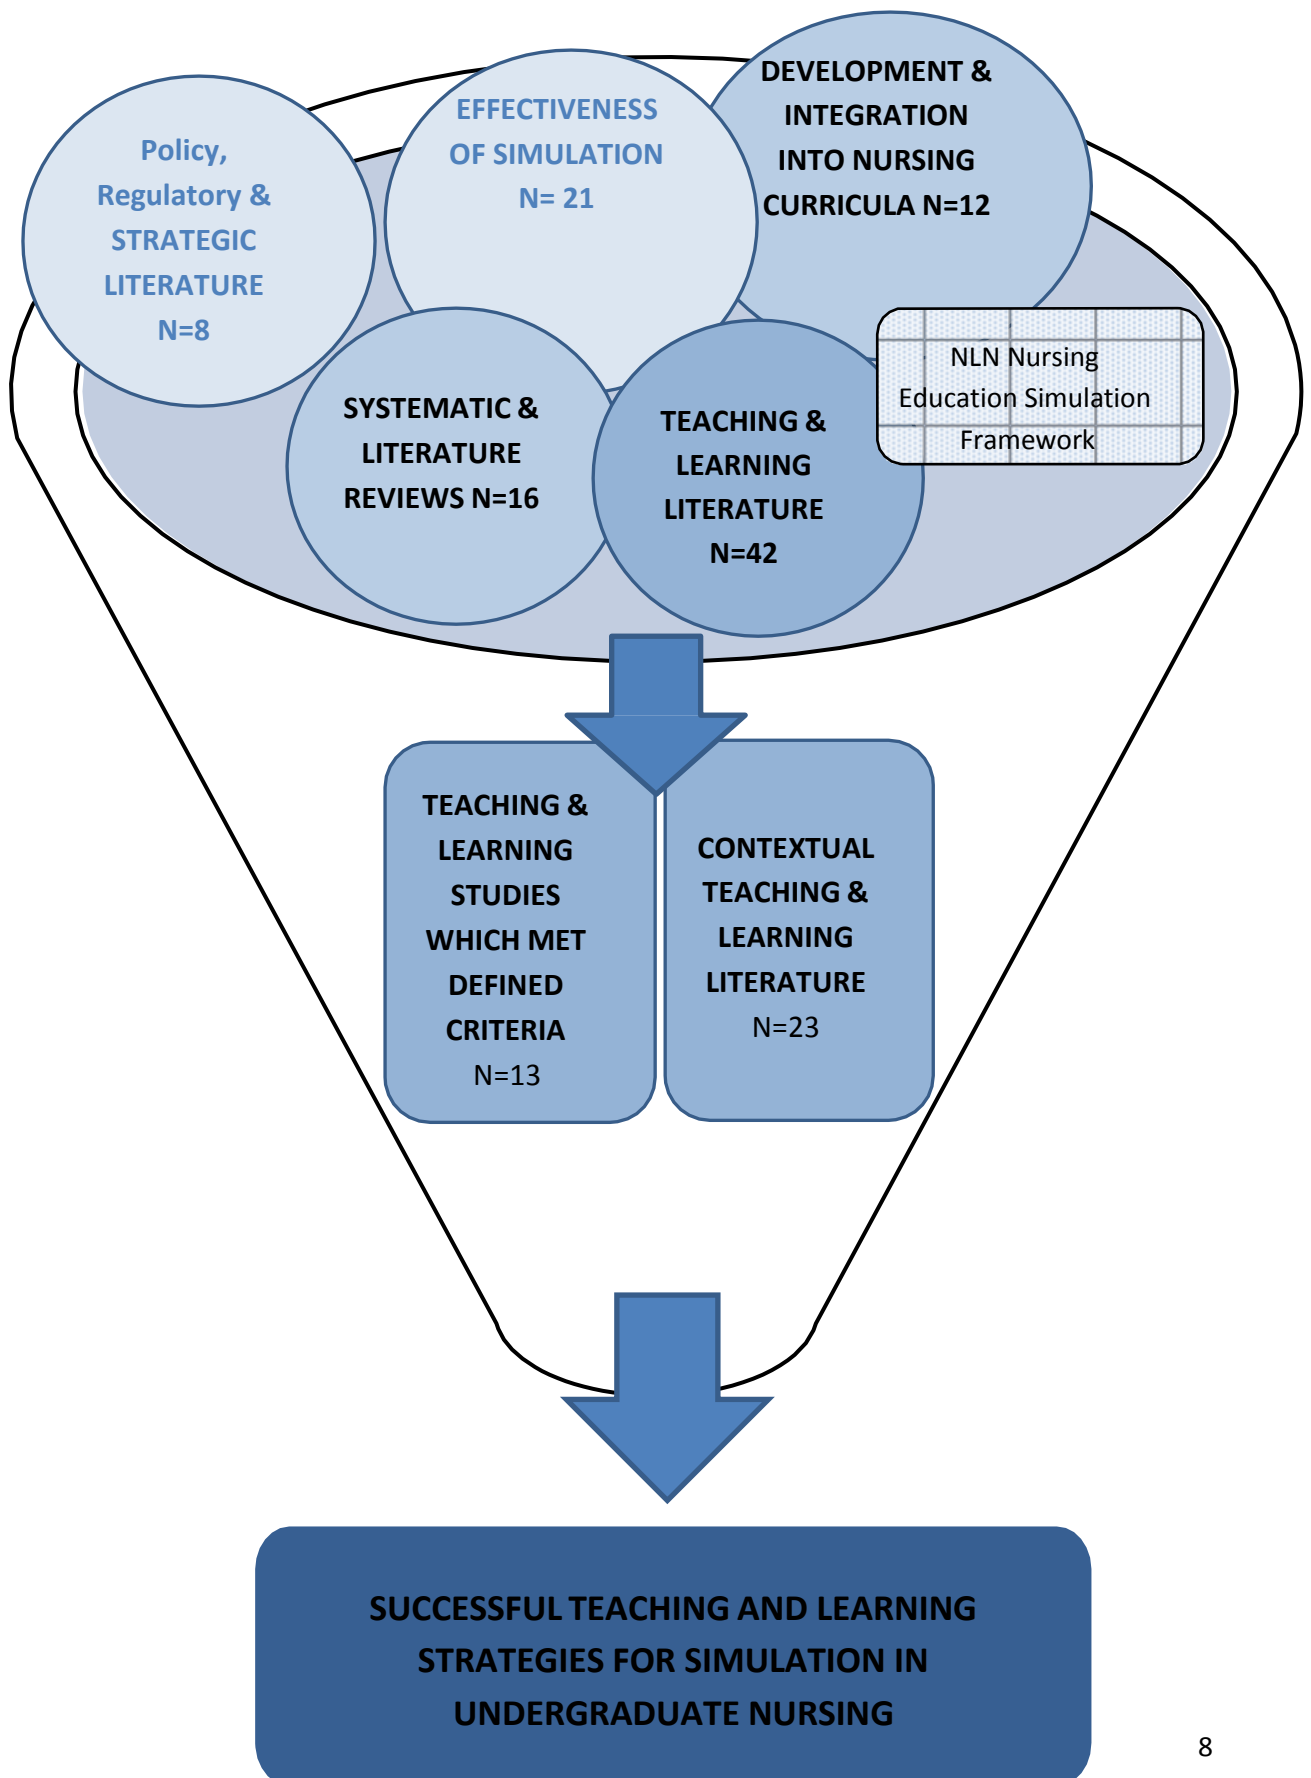 Policy,
Regulatory &
STRATEGIC
LITERATURE
N=8
EFFECTIVENESS
OF SIMULATION
N= 21
DEVELOPMENT &
INTEGRATION
INTO NURSING
CURRICULA N=12
SYSTEMATIC &
LITERATURE
REVIEWS N=16
TEACHING &
LEARNING
LITERATURE
N=42
NLN Nursing
Education Simulation
Framework
TEACHING &
LEARNING
STUDIES
WHICH MET
DEFINED
CRITERIA
N=13
CONTEXTUAL
TEACHING &
LEARNING
LITERATURE
N=23
SUCCESSFUL TEACHING AND LEARNING
STRATEGIES FOR SIMULATION IN
UNDERGRADUATE NURSING
8